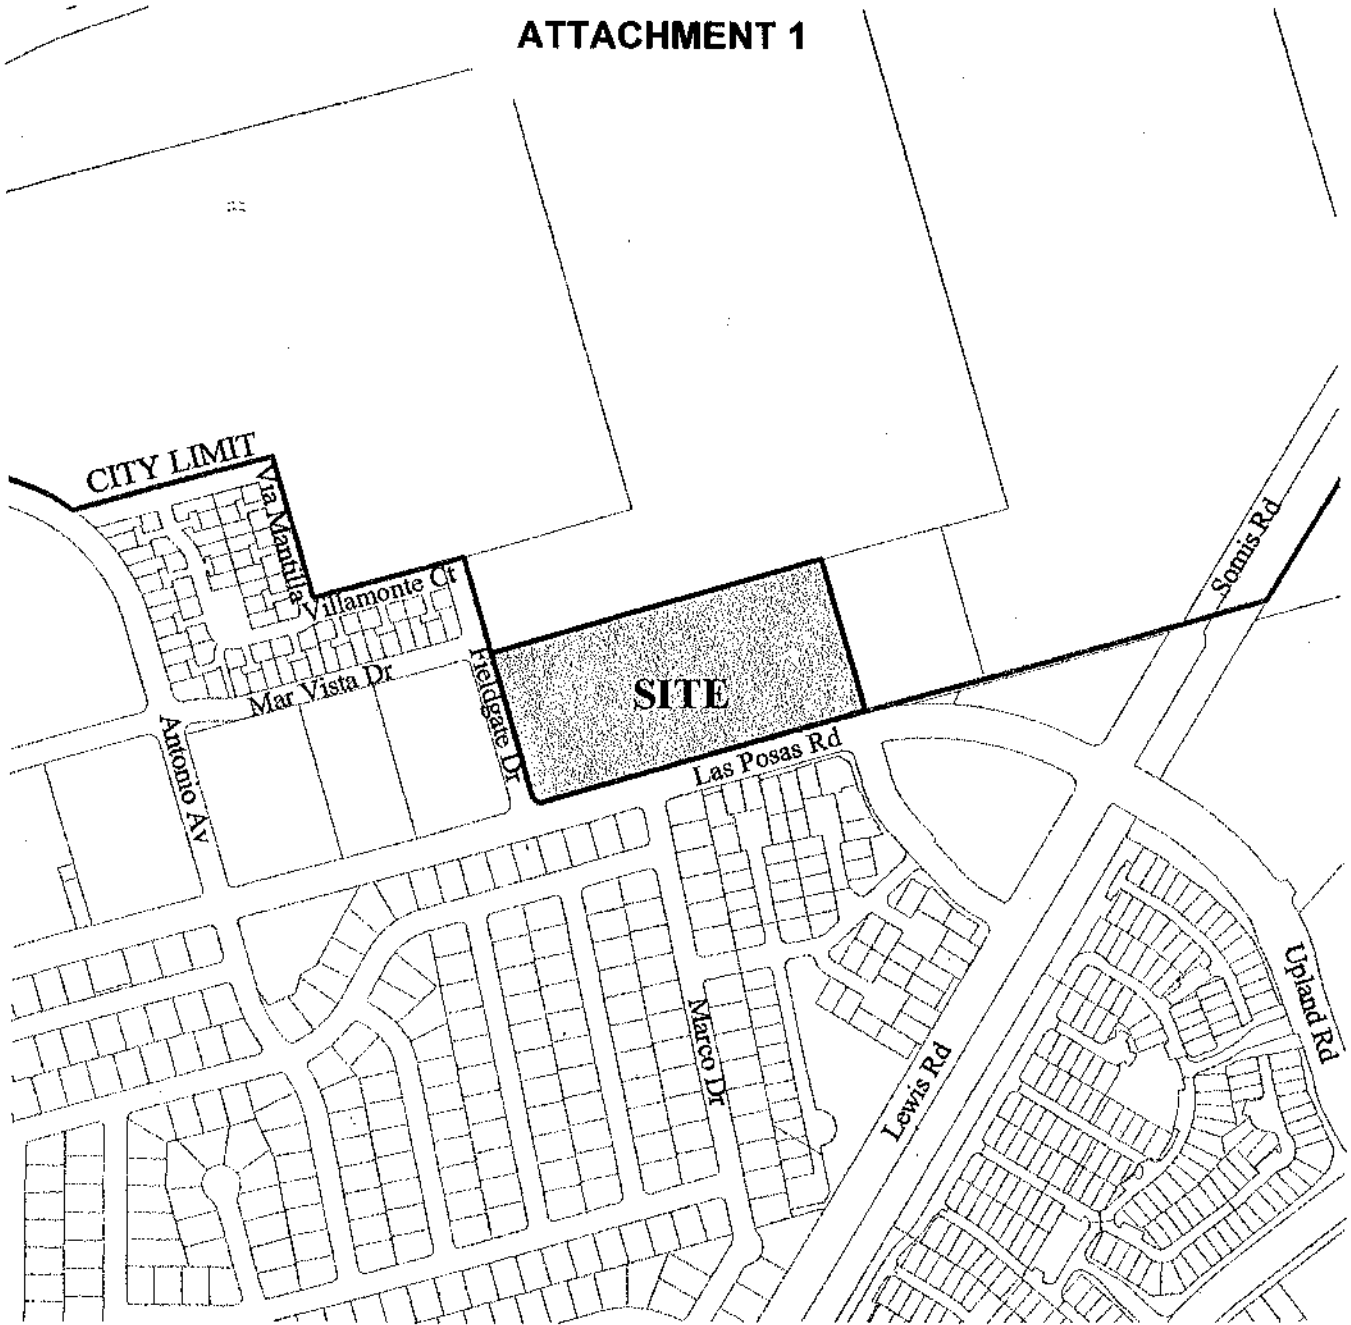 ATTACHMENT 1
CITY LIMIT
Via Mantilla
Villamonte Ct
Mar Vista Dr
Fieldgate Dr
SITE
Las Posas Rd
Antonio Av
Somis Rd
Marco Dr
Lewis Rd
Upland Rd